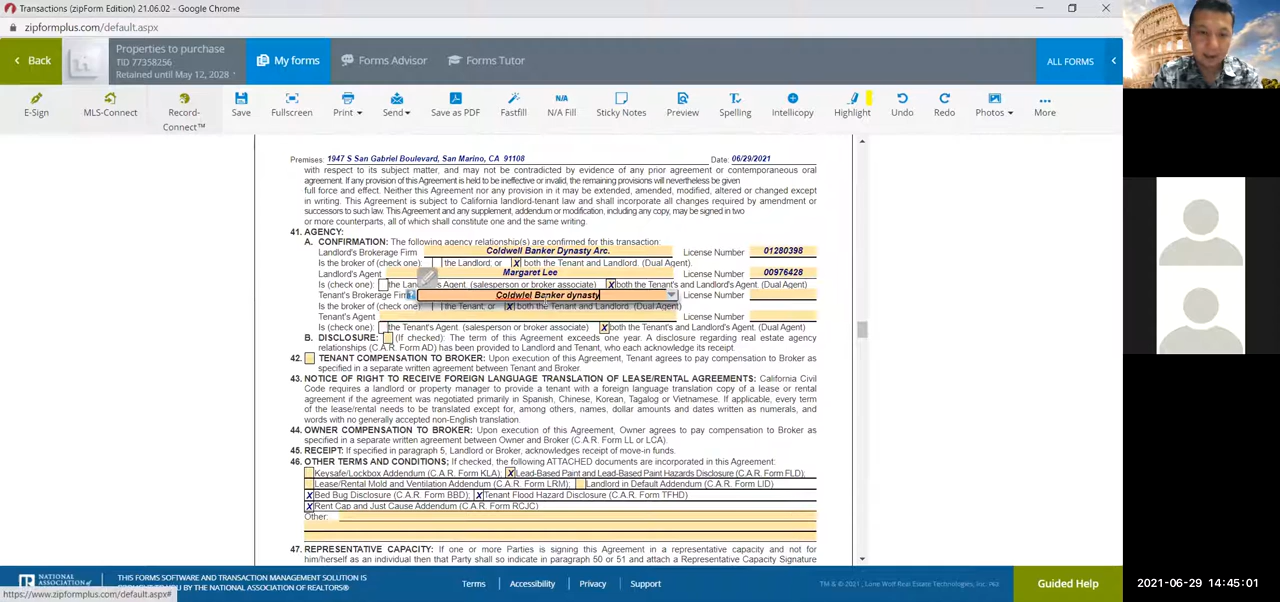 Transactions (zipForm Edition) 21.06.02 - Google Chrome
zipformplus.com/default.aspx
Back
Properties to purchase
TID 77358256
Retained until May 12, 2028
My forms
Forms Advisor
Forms Tutor
ALL FORMS
E-Sign
MLS-Connect
Record-Connect™
Save
Fullscreen
Print
Send
Save as PDF
Fastfill
N/A
N/A Fill
Sticky Notes
Preview
Spelling
Intellicopy
Highlight
Undo
Redo
Photos
More
Premises: 1947 S San Gabriel Boulevard, San Marino, CA 91108 Date: 06/29/2021
with respect to its subject matter, and may not be contradicted by evidence of any prior agreement or contemporaneous oral
agreement. If any provision of this Agreement is held to be ineffective or invalid, the remaining provisions will nevertheless be given
full force and effect. Neither this Agreement nor any provision in it may be extended, amended, modified, altered or changed except
in writing. This Agreement is subject to California landlord-tenant law and shall incorporate all changes required by amendment or
successors to such law. This Agreement and any supplement, addendum or modification, including any copy, may be signed in two
or more counterparts, all of which shall constitute one and the same writing.
41. AGENCY:
A. CONFIRMATION: The following agency relationship(s) are confirmed for this transaction:
Landlord's Brokerage Firm Coldwell Banker Dynasty Arc. License Number 01280398
Is the broker of (check one): the Landlord; or X both the Tenant and Landlord. (Dual Agent).
Landlord's Agent Margaret Lee License Number 00976428
Is (check one): the Landlord's Agent. (salesperson or broker associate) X both the Tenant's and Landlord's Agent. (Dual Agent)
Tenant's Brokerage Firm Coldwlel Banker dynasty License Number
Is the broker of (check one): the Tenant; or X both the Tenant and Landlord. (Dual Agent)
Tenant's Agent License Number
Is (check one): the Tenant's Agent. (salesperson or broker associate) X both the Tenant's and Landlord's Agent. (Dual Agent)
B. DISCLOSURE: (If checked): The term of this Agreement exceeds one year. A disclosure regarding real estate agency
relationships (C.A.R. Form AD) has been provided to Landlord and Tenant, who each acknowledge its receipt.
42. TENANT COMPENSATION TO BROKER: Upon execution of this Agreement, Tenant agrees to pay compensation to Broker as
specified in a separate written agreement between Tenant and Broker.
43. NOTICE OF RIGHT TO RECEIVE FOREIGN LANGUAGE TRANSLATION OF LEASE/RENTAL AGREEMENTS: California Civil
Code requires a landlord or property manager to provide a tenant with a foreign language translation copy of a lease or rental
agreement if the agreement was negotiated primarily in Spanish, Chinese, Korean, Tagalog or Vietnamese. If applicable, every term
of the lease/rental needs to be translated except for, among others, names, dollar amounts and dates written as numerals, and
words with no generally accepted non-English translation.
44. OWNER COMPENSATION TO BROKER: Upon execution of this Agreement, Owner agrees to pay compensation to Broker as
specified in a separate written agreement between Owner and Broker (C.A.R. Form LL or LCA).
45. RECEIPT: If specified in paragraph 5, Landlord or Broker, acknowledges receipt of move-in funds.
46. OTHER TERMS AND CONDITIONS; If checked, the following ATTACHED documents are incorporated in this Agreement:
Keysafe/Lockbox Addendum (C.A.R. Form KLA); X Lead-Based Paint and Lead-Based Paint Hazards Disclosure (C.A.R. Form FLD);
Lease/Rental Mold and Ventilation Addendum (C.A.R. Form LRM); Landlord in Default Addendum (C.A.R. Form LID)
X Bed Bug Disclosure (C.A.R. Form BBD); X Tenant Flood Hazard Disclosure (C.A.R. Form TFHD)
X Rent Cap and Just Cause Addendum (C.A.R. Form RCJC)
Other:
47. REPRESENTATIVE CAPACITY: If one or more Parties is signing this Agreement in a representative capacity and not for
him/herself as an individual then that Party shall so indicate in paragraph 50 or 51 and attach a Representative Capacity Signature
NATIONAL
ASSOCIATION of
REALTORS
THIS FORMS SOFTWARE AND TRANSACTION MANAGEMENT SOLUTION IS
REALTORS®
Terms
Accessibility
Privacy
Support
TM & © 2021, Lone Wolf Real Estate Technologies, Inc.
Guided Help
https://www.zipformplus.com/default.aspx#
2021-06-29 14:45:01